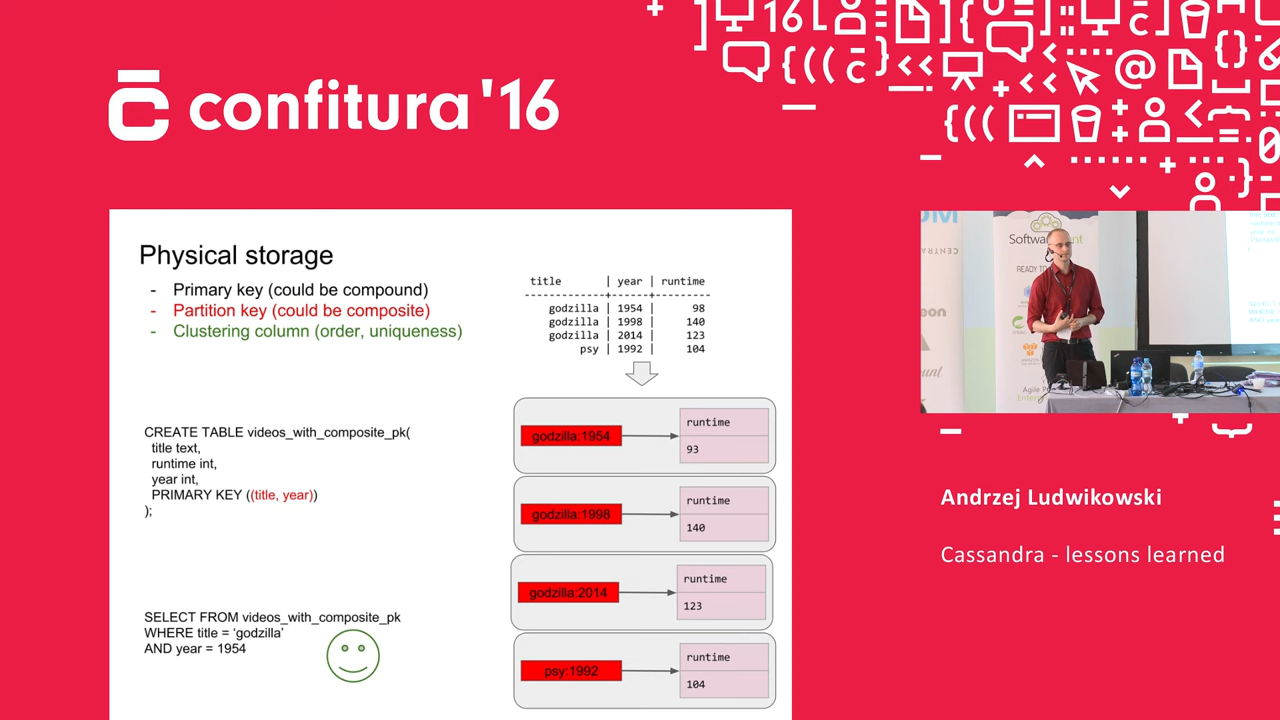 confitura '16
Physical storage
- Primary key (could be compound)
- Partition key (could be composite)
- Clustering column (order, uniqueness)
title | year | runtime
godzilla | 1954 | 98
godzilla | 1998 | 140
godzilla | 2014 | 123
psy | 1992 | 104
CREATE TABLE videos_with_composite_pk(
title text,
runtime int,
year int,
PRIMARY KEY ((title, year))
);
SELECT FROM videos_with_composite_pk
WHERE title = ‘godzilla’
AND year = 1954
godzilla:1954
runtime
93
godzilla:1998
runtime
140
godzilla:2014
runtime
123
psy:1992
runtime
104
Andrzej Ludwikowski
Cassandra - lessons learned